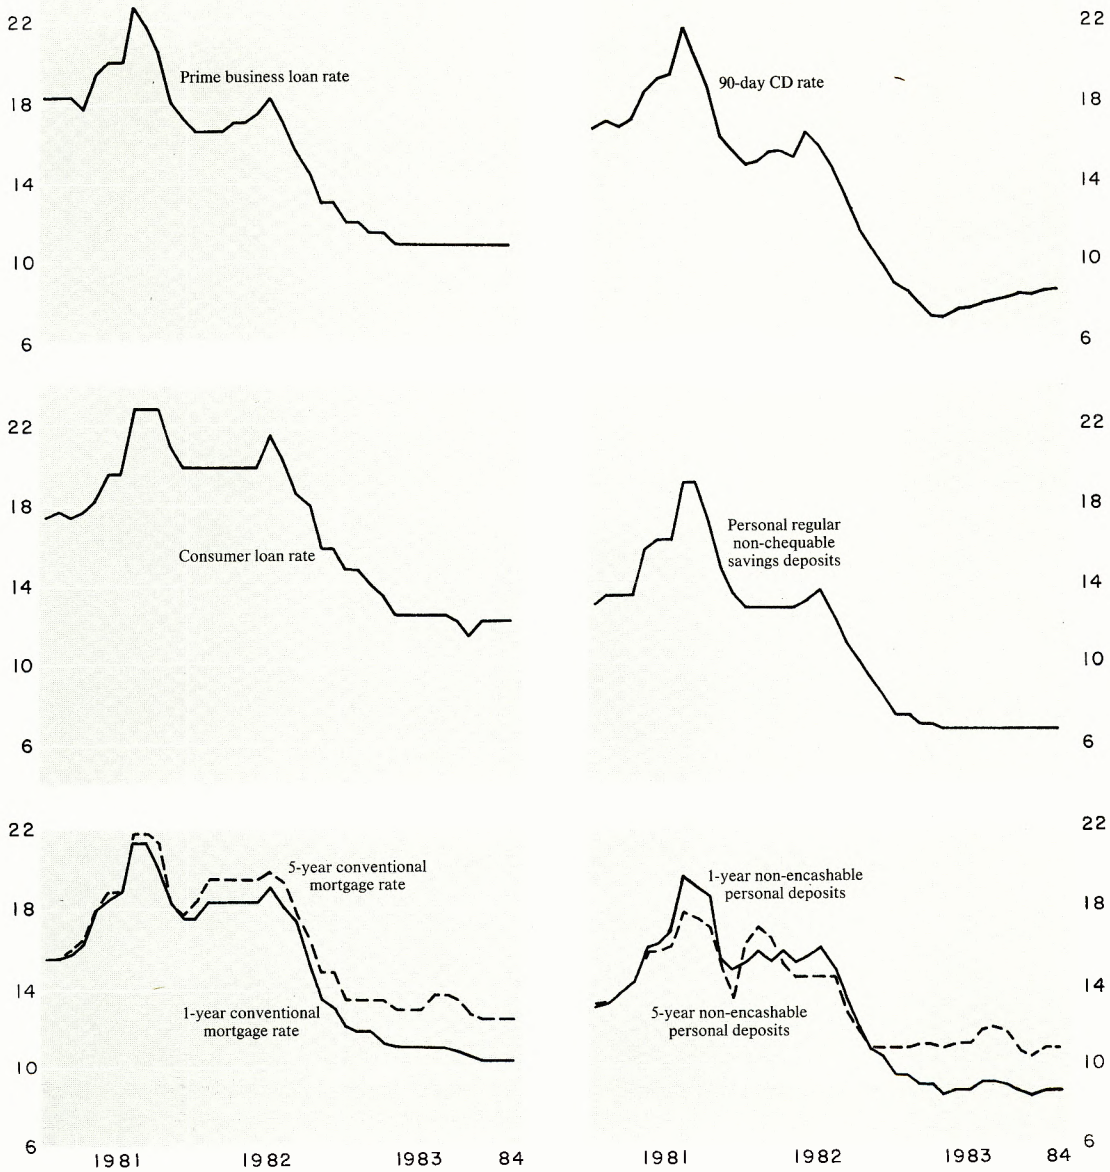 22
18
14
10
6
Prime business loan rate
22
18
14
10
6
90-day CD rate
22
18
14
10
6
Consumer loan rate
22
18
14
10
6
Personal regular
non-chequable
savings deposits
22
18
14
10
6
5-year conventional
mortgage rate
1-year conventional
mortgage rate
1981
1982
1983
84
22
18
14
10
6
1-year non-encashable
personal deposits
5-year non-encashable
personal deposits
1981
1982
1983
84